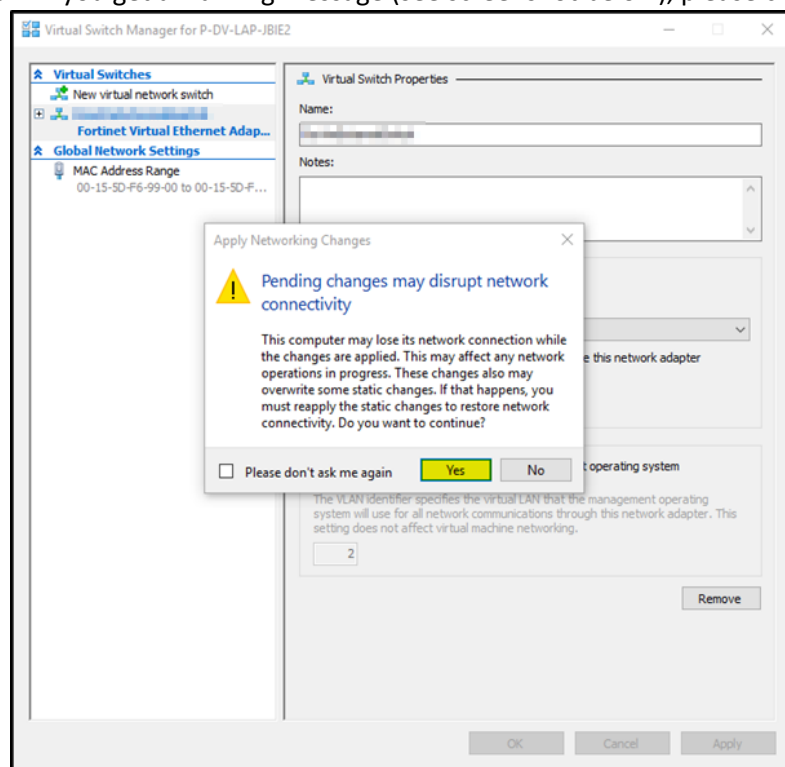 Virtual Switch Manager for P-DV-LAP-JBIE2
Virtual Switches
New virtual network switch
Fortinet Virtual Ethernet Adap...
Global Network Settings
MAC Address Range
00-15-5D-F6-99-00 to 00-15-5D-F...
Virtual Switch Properties
Name:
Notes:
Apply Networking Changes
Pending changes may disrupt network
connectivity
This computer may lose its network connection while
the changes are applied. This may affect any network
operations in progress. These changes also may
overwrite some static changes. If that happens, you
must reapply the static changes to restore network
connectivity. Do you want to continue?
Please don't ask me again Yes No
this network adapter
operating system
The VLAN identifier specifies the virtual LAN that the management operating
system will use for all network communications through this network adapter. This
setting does not affect virtual machine networking.
2
Remove
OK Cancel Apply